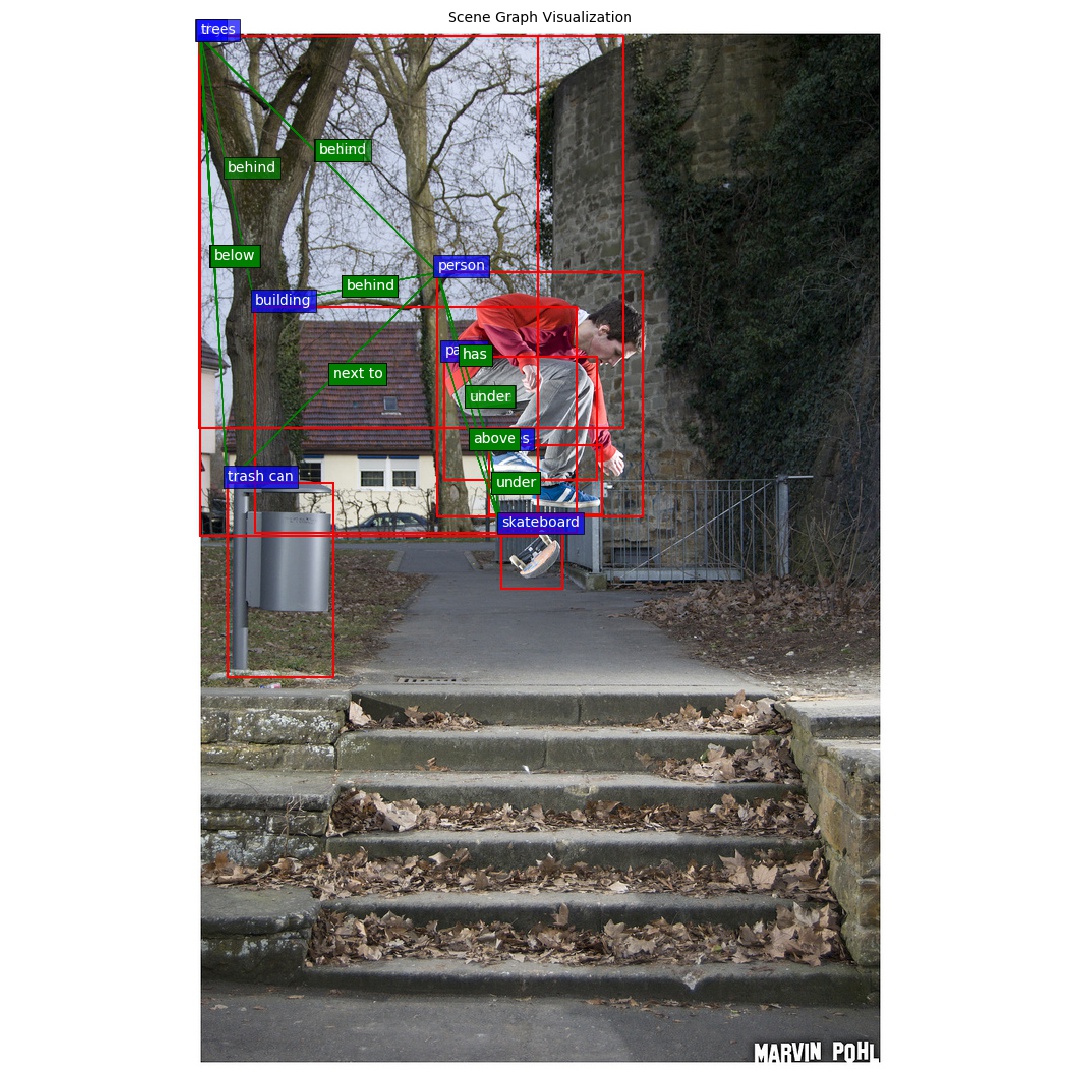 Scene Graph Visualization
trees
behind
behind
below
person
behind
building
has
next to
under
above
trash can
under
skateboard
MARVIN POHL